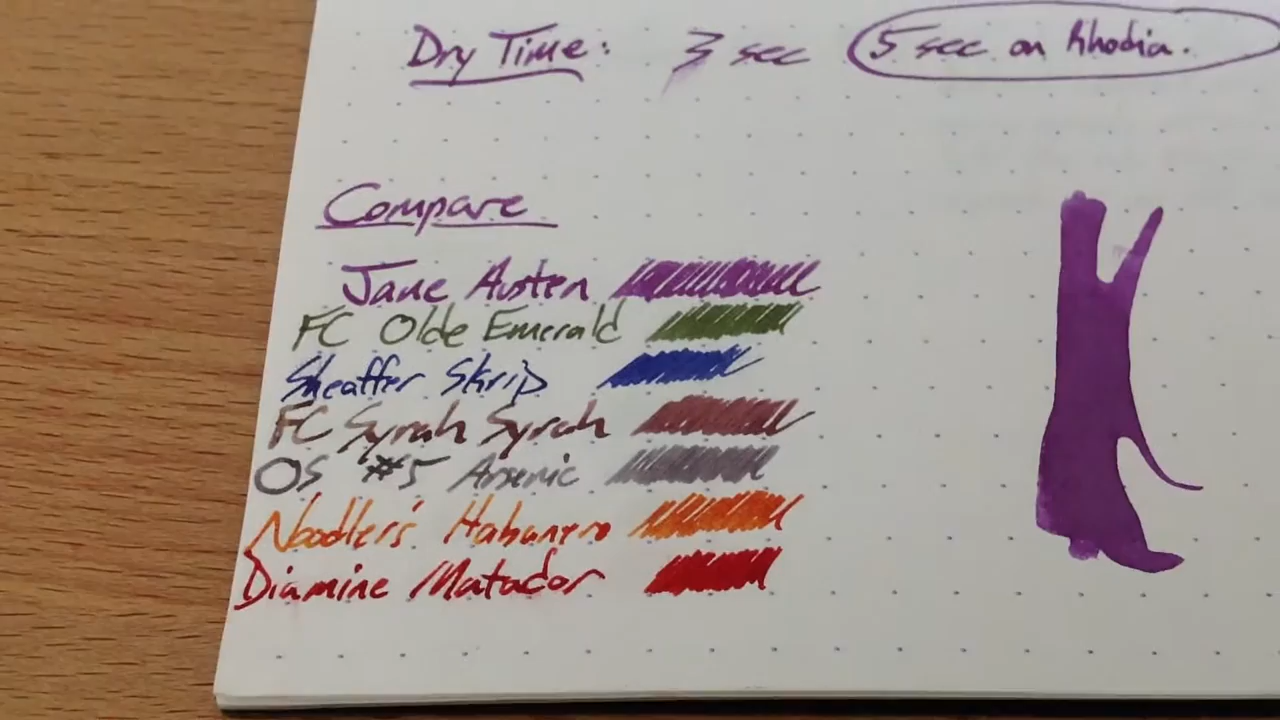 Dry Time: 3 sec 5 sec on Rhodia.
Compare
Jane Austen
FC Olde Emerald
Sheaffer Skrip
FC Syrah Syrah
OS #5 Arsenic
Noodler's Habanero
Diamine Matador